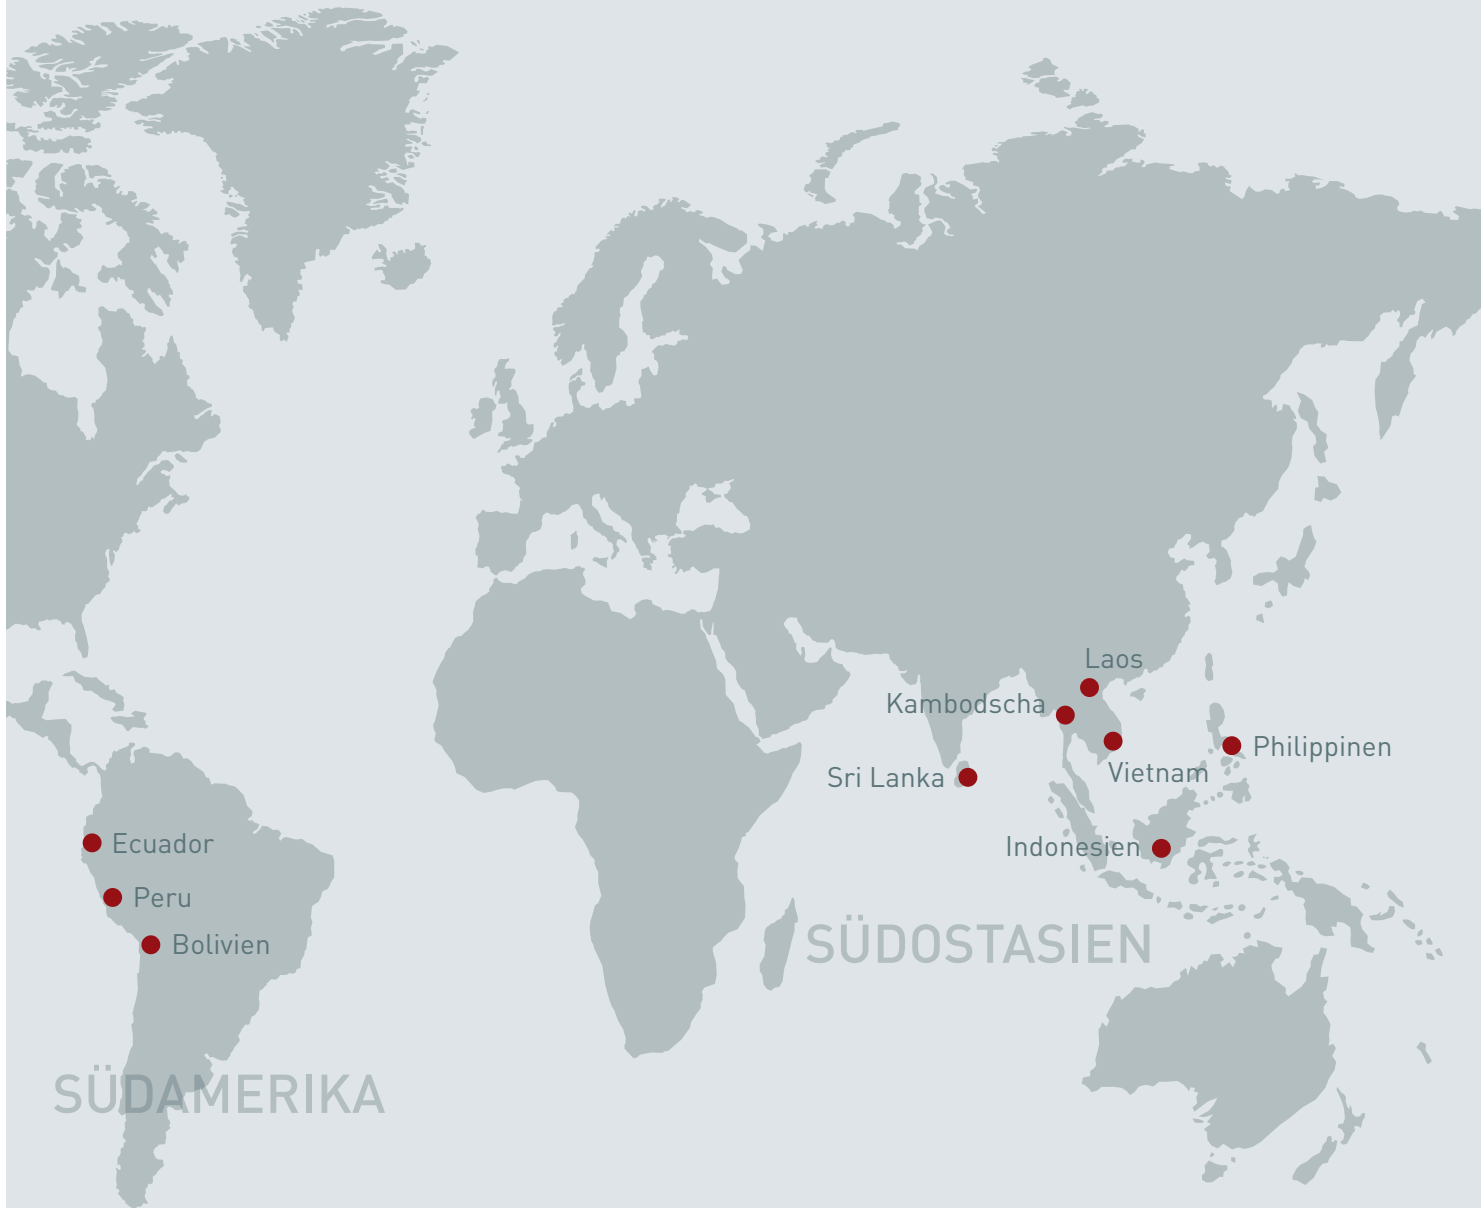 Laos
Kambodscha
Philippinen
Vietnam
Sri Lanka
Ecuador
Indonesien
Peru
SÜDOSTASIEN
Bolivien
SÜDAMERIKA